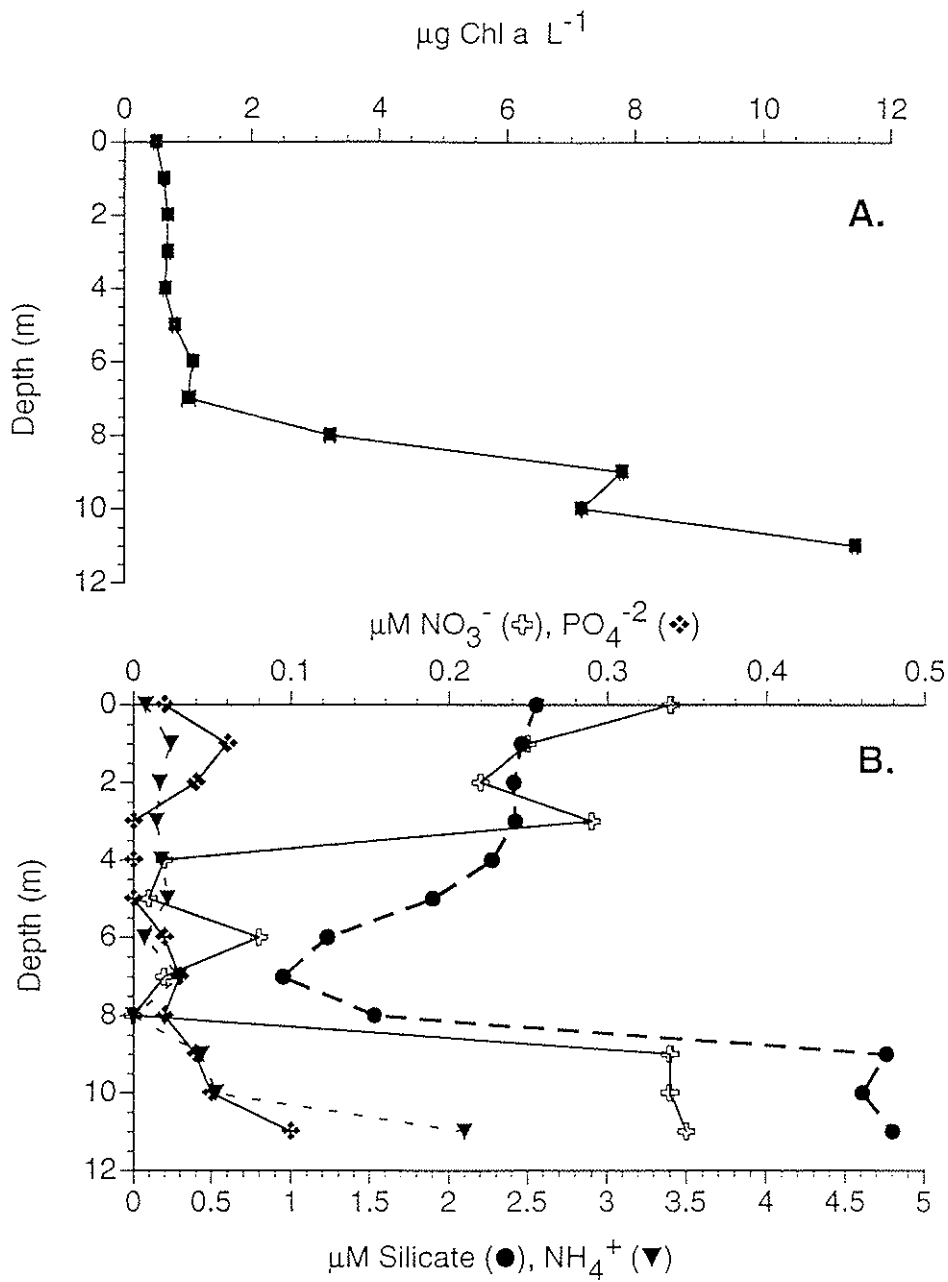 µg Chl a L-1
0 2 4 6 8 10 12
0
A.
2
4
6
8
10
12
Depth (m)
µM NO3- (✣), PO4-2 (✤)
0 0.1 0.2 0.3 0.4 0.5
0
B.
2
4
6
8
10
12
Depth (m)
0 0.5 1 1.5 2 2.5 3 3.5 4 4.5 5
µM Silicate (●), NH4+ (▼)